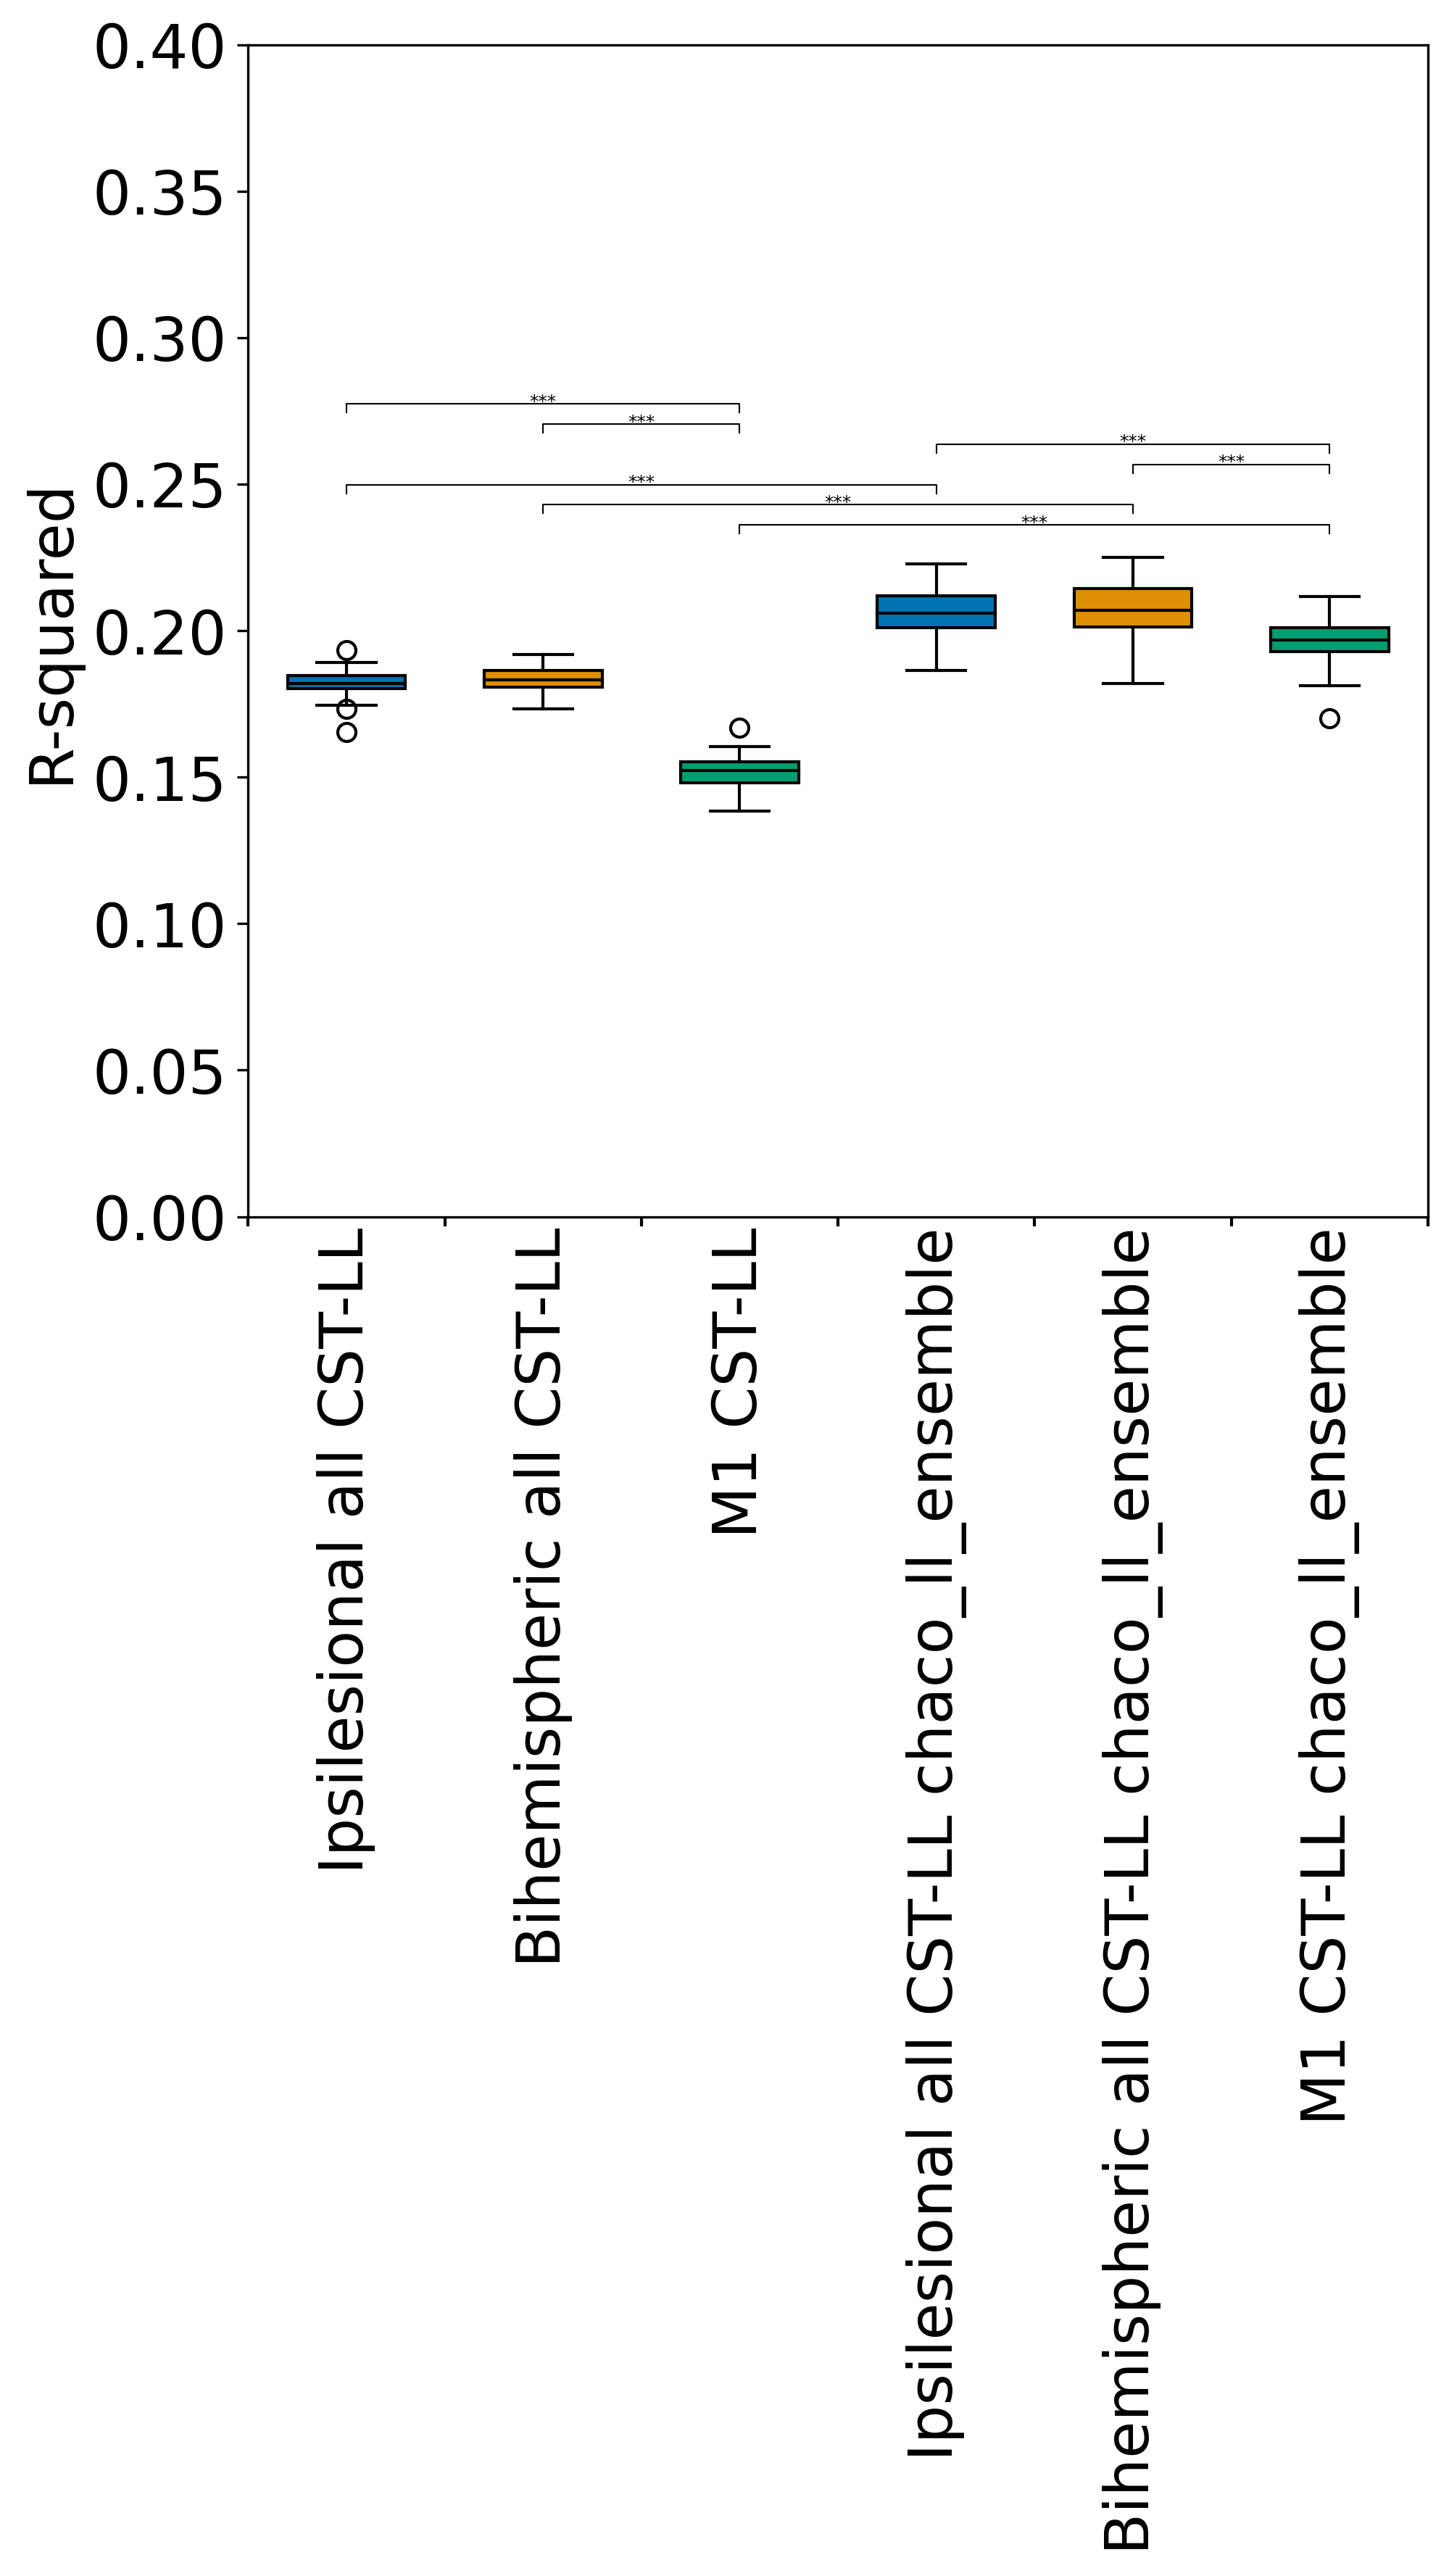 0.40
0.35
0.30
0.25
0.20
0.15
0.10
0.05
0.00
R-squared
***
***
***
***
***
***
***
Ipsilesional all CST-LL
Bihemispheric all CST-LL
M1 CST-LL
Ipsilesional all CST-LL chaco_ll_ensemble
Bihemispheric all CST-LL chaco_ll_ensemble
M1 CST-LL chaco_ll_ensemble